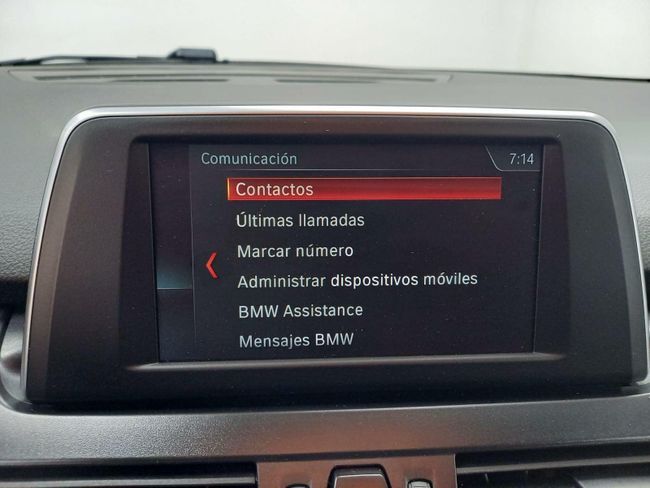 Comunicación
7:14
Contactos
Últimas llamadas
Marcar número
Administrar dispositivos móviles
BMW Assistance
Mensajes BMW